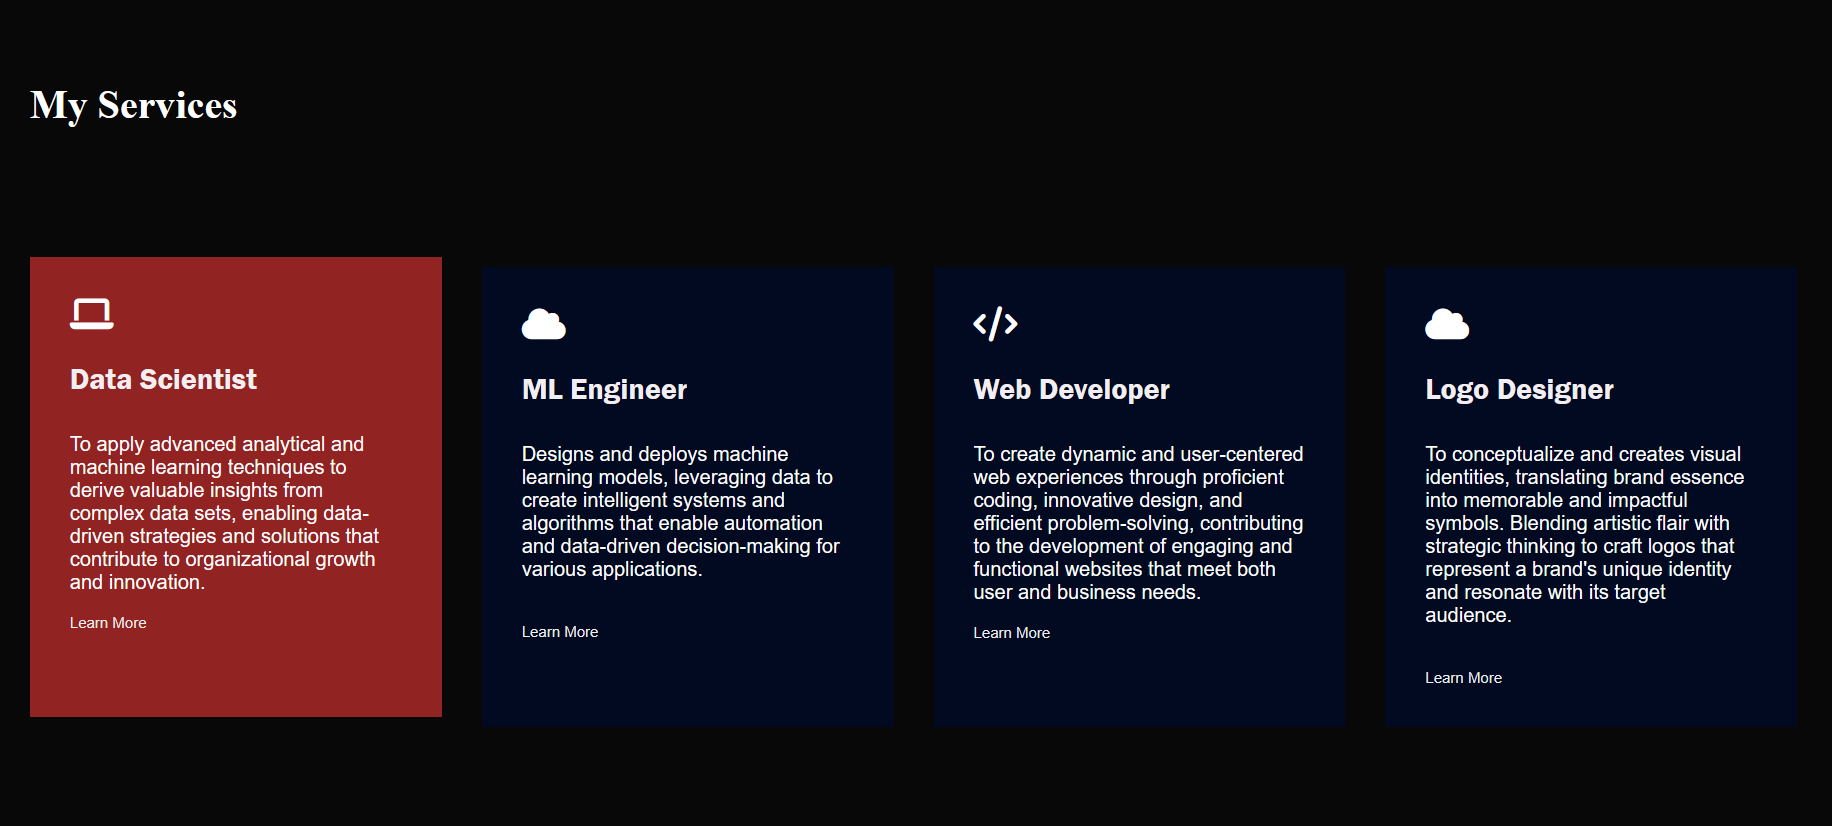 My Services
Data Scientist
To apply advanced analytical and
machine learning techniques to
derive valuable insights from
complex data sets, enabling data-
driven strategies and solutions that
contribute to organizational growth
and innovation.
Learn More
ML Engineer
Designs and deploys machine
learning models, leveraging data to
create intelligent systems and
algorithms that enable automation
and data-driven decision-making for
various applications.
Learn More
Web Developer
To create dynamic and user-centered
web experiences through proficient
coding, innovative design, and
efficient problem-solving, contributing
to the development of engaging and
functional websites that meet both
user and business needs.
Learn More
Logo Designer
To conceptualize and creates visual
identities, translating brand essence
into memorable and impactful
symbols. Blending artistic flair with
strategic thinking to craft logos that
represent a brand's unique identity
and resonate with its target
audience.
Learn More